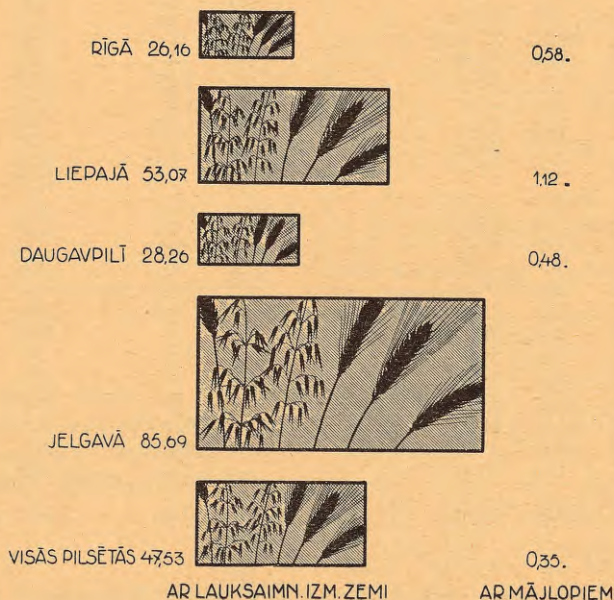 RĪGĀ 26,16 0,58.
LIEPAJĀ 53,07 1,12.
DAUGAVPILĪ 28,26 0,48.
JELGAVĀ 85,69
VISĀS PILSĒTĀS 47,53 0,35.
AR LAUKSAIMN. IZM. ZEMI AR MĀJLOPIEM